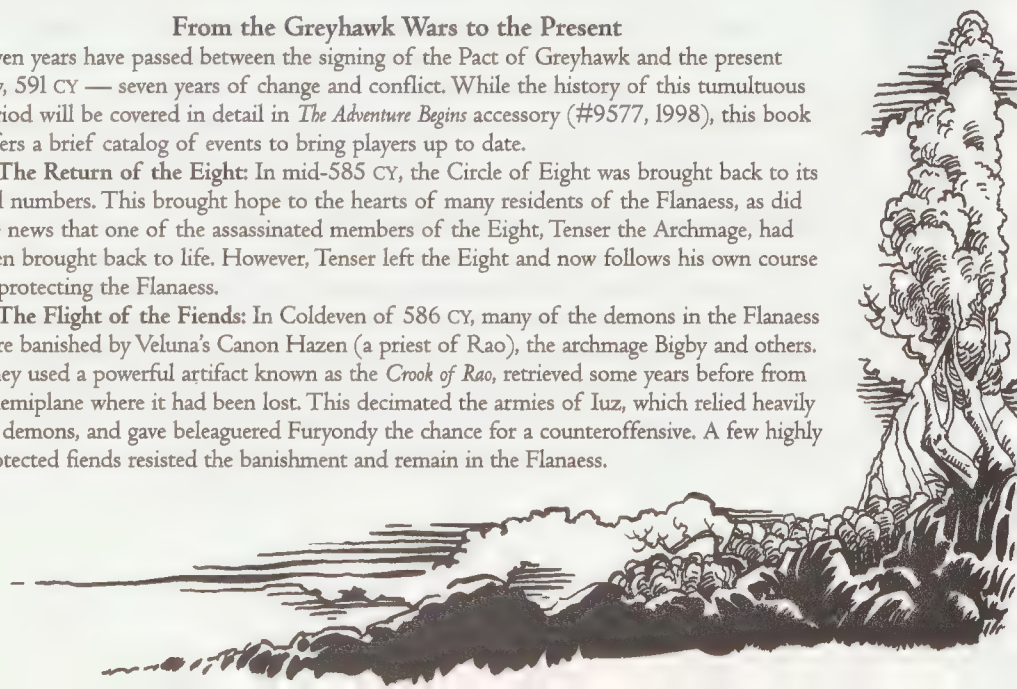 From the Greyhawk Wars to the Present
ven years have passed between the signing of the Pact of Greyhawk and the present
y, 591 CY — seven years of change and conflict. While the history of this tumultuous
riod will be covered in detail in The Adventure Begins accessory (#9577, 1998), this book
fers a brief catalog of events to bring players up to date.
The Return of the Eight: In mid-585 CY, the Circle of Eight was brought back to its
l numbers. This brought hope to the hearts of many residents of the Flanaess, as did
news that one of the assassinated members of the Eight, Tenser the Archmage, had
en brought back to life. However, Tenser left the Eight and now follows his own course
protecting the Flanaess.
The Flight of the Fiends: In Coldeven of 586 CY, many of the demons in the Flanaess
re banished by Veluna's Canon Hazen (a priest of Rao), the archmage Bigby and others.
hey used a powerful artifact known as the Crook of Rao, retrieved some years before from
emiplane where it had been lost. This decimated the armies of Iuz, which relied heavily
demons, and gave beleaguered Furyondy the chance for a counteroffensive. A few highly
otected fiends resisted the banishment and remain in the Flanaess.